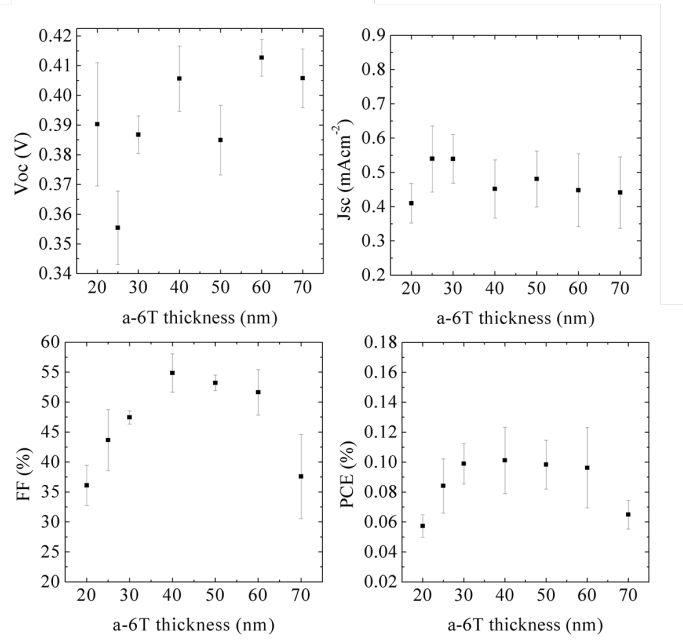 0.42
0.41
0.40
0.39
0.38
0.37
0.36
0.35
0.34
Voc (V)
20 30 40 50 60 70
a-6T thickness (nm)
0.9
0.8
0.7
0.6
0.5
0.4
0.3
0.2
Jsc (mAcm⁻²)
20 30 40 50 60 70
a-6T thickness (nm)
60
55
50
45
40
35
30
25
20
FF (%)
20 30 40 50 60 70
a-6T thickness (nm)
0.18
0.16
0.14
0.12
0.10
0.08
0.06
0.04
0.02
PCE (%)
20 30 40 50 60 70
a-6T thickness (nm)